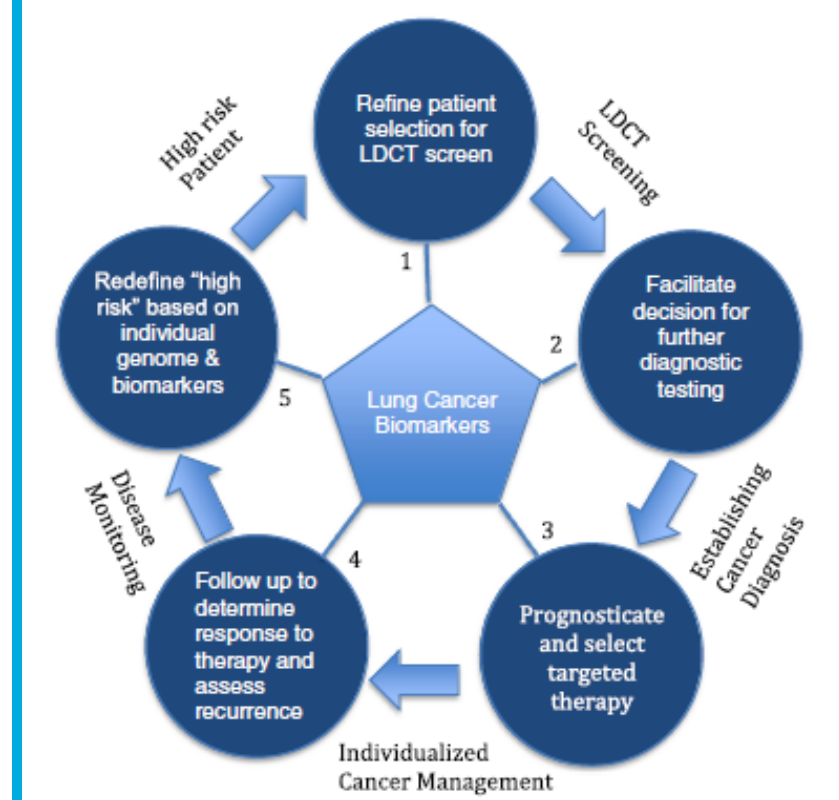 Refine patient
selection for
LDCT screen
LDCT
Screening
Facilitate
decision for
further
diagnostic
testing
Establishing
Cancer
Diagnosis
Prognosticate
and select
targeted
therapy
Individualized
Cancer Management
Follow up to
determine
response to
therapy and
assess
recurrence
Disease
Monitoring
Redefine “high
risk” based on
individual
genome &
biomarkers
High risk
Patient
Lung Cancer
Biomarkers
1
2
3
4
5